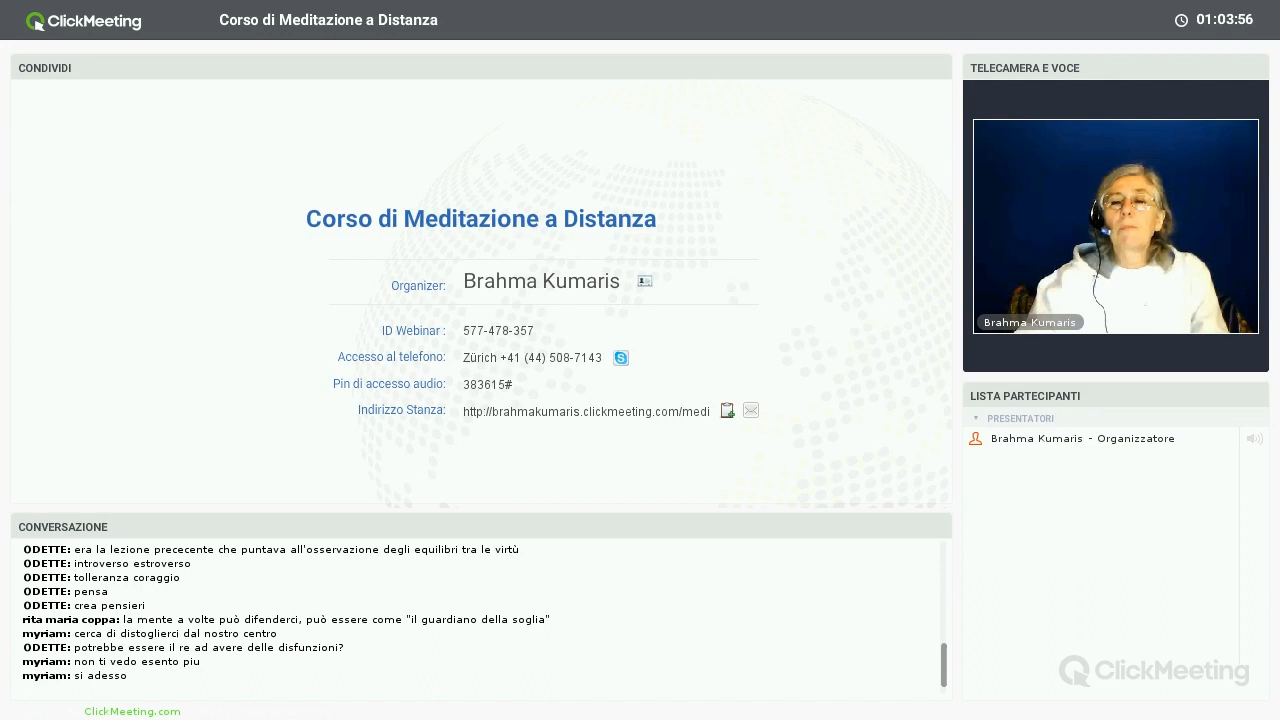 ClickMeeting
Corso di Meditazione a Distanza
01:03:56
CONDIVIDI
Corso di Meditazione a Distanza
Organizer: Brahma Kumaris
ID Webinar : 577-478-357
Accesso al telefono: Zürich +41 (44) 508-7143
Pin di accesso audio: 383615#
Indirizzo Stanza: http://brahmakumaris.clickmeeting.com/medi
CONVERSAZIONE
ODETTE: era la lezione prececente che puntava all'osservazione degli equilibri tra le virtù
ODETTE: introverso estroverso
ODETTE: tolleranza coraggio
ODETTE: pensa
ODETTE: crea pensieri
rita maria coppa: la mente a volte può difenderci, può essere come "il guardiano della soglia"
myriam: cerca di distoglierci dal nostro centro
ODETTE: potrebbe essere il re ad avere delle disfunzioni?
myriam: non ti vedo esento piu
myriam: si adesso
ClickMeeting.com
TELECAMERA E VOCE
Brahma Kumaris
LISTA PARTECIPANTI
PRESENTATORI
Brahma Kumaris - Organizzatore
ClickMeeting